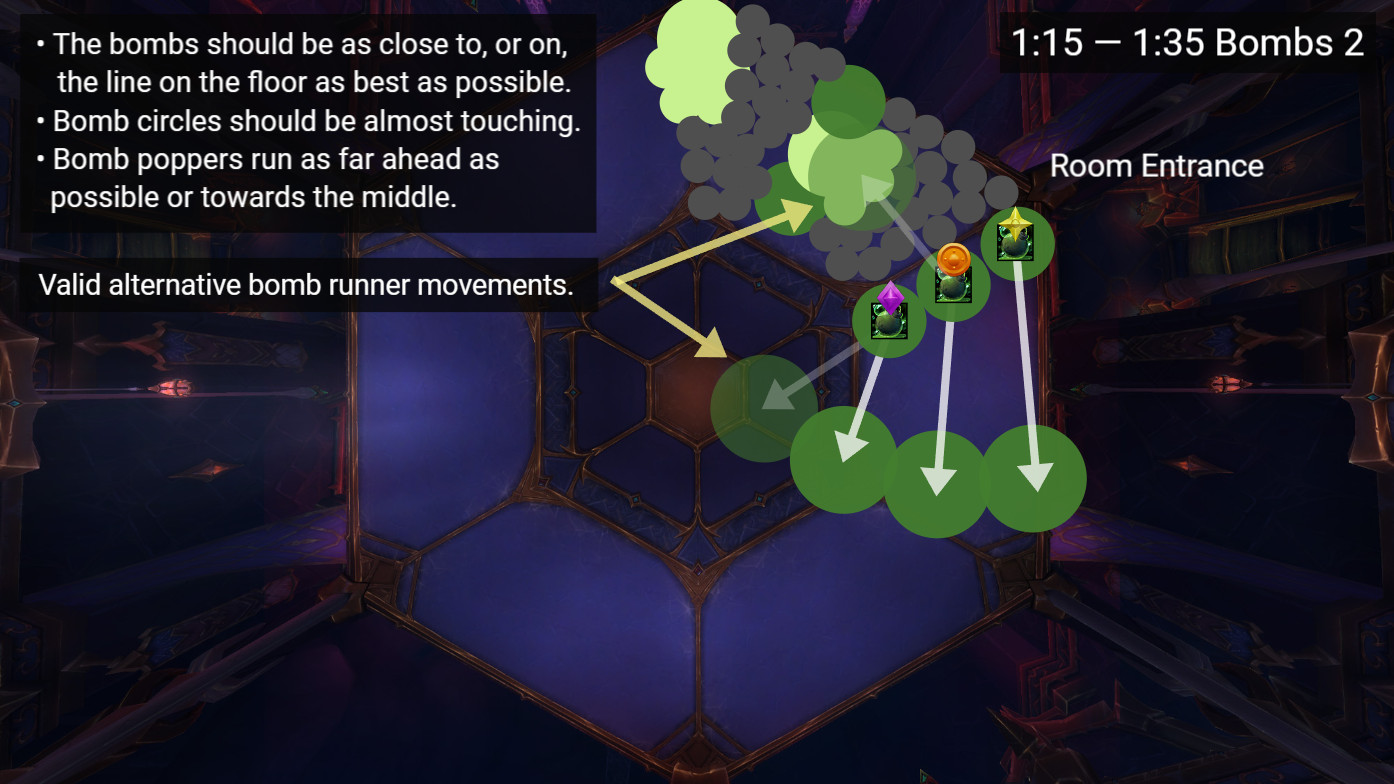 • The bombs should be as close to, or on,
the line on the floor as best as possible.
• Bomb circles should be almost touching.
• Bomb poppers run as far ahead as
possible or towards the middle.
1:15 — 1:35 Bombs 2
Room Entrance
Valid alternative bomb runner movements.